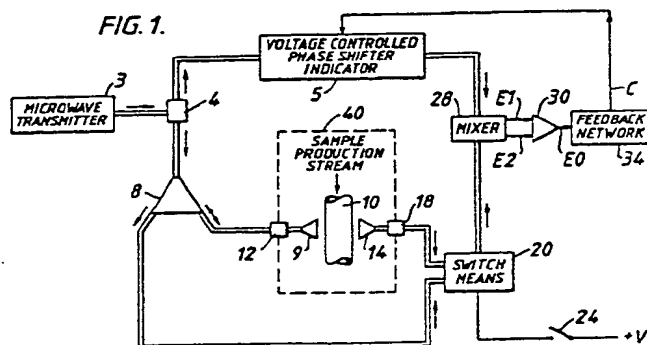 FIG. 1.
VOLTAGE CONTROLLED
PHASE SHIFTER
INDICATOR
3
MICROWAVE
TRANSMITTER
4
5
28
MIXER
E1
E2
30
E0
C
FEEDBACK
NETWORK
34
40
SAMPLE
PRODUCTION
STREAM
8
10
18
12
9
14
20
SWITCH
MEANS
24
+V